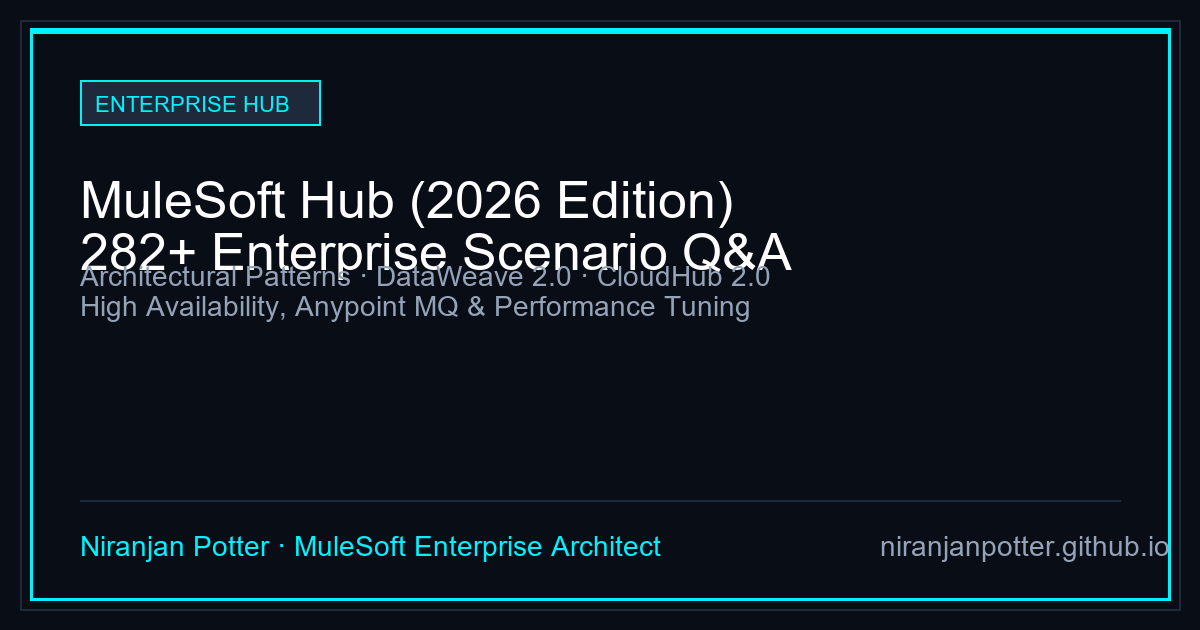 ENTERPRISE HUB
MuleSoft Hub (2026 Edition)
282+ Enterprise Scenario Q&A
Architectural Patterns · DataWeave 2.0 · CloudHub 2.0
High Availability, Anypoint MQ & Performance Tuning
Niranjan Potter · MuleSoft Enterprise Architect
niranjanpotter.github.io